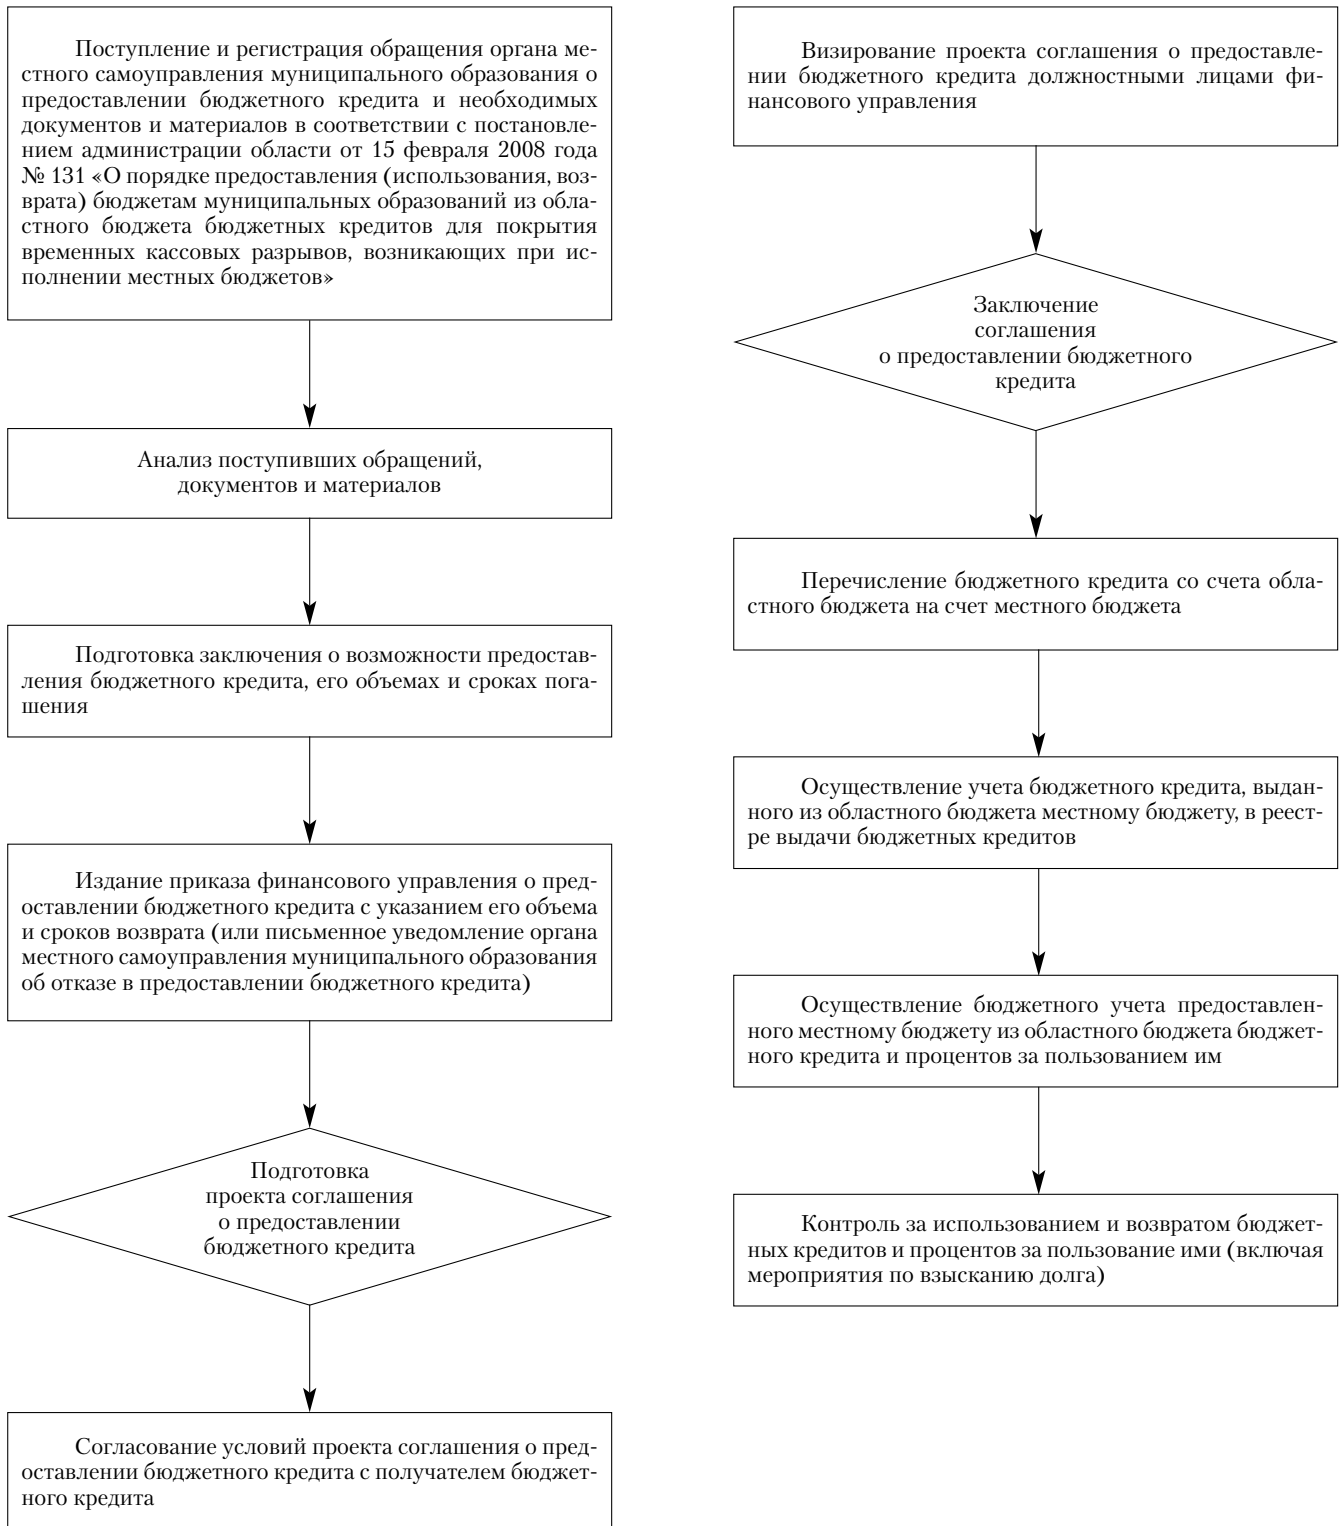 Поступление и регистрация обращения органа ме-
стного самоуправления муниципального образования о
предоставлении бюджетного кредита и необходимых
документов и материалов в соответствии с постановле-
нием администрации области от 15 февраля 2008 года
№ 131 «О порядке предоставления (использования, воз-
врата) бюджетам муниципальных образований из обла-
стного бюджета бюджетных кредитов для покрытия
временных кассовых разрывов, возникающих при ис-
полнении местных бюджетов»
Анализ поступивших обращений,
документов и материалов
Подготовка заключения о возможности предостав-
ления бюджетного кредита, его объемах и сроках пога-
шения
Издание приказа финансового управления о пред-
оставлении бюджетного кредита с указанием его объема
и сроков возврата (или письменное уведомление органа
местного самоуправления муниципального образования
об отказе в предоставлении бюджетного кредита)
Подготовка
проекта соглашения
о предоставлении
бюджетного кредита
Согласование условий проекта соглашения о пред-
оставлении бюджетного кредита с получателем бюджет-
ного кредита
Визирование проекта соглашения о предоставле-
нии бюджетного кредита должностными лицами фи-
нансового управления
Заключение
соглашения
о предоставлении бюджетного
кредита
Перечисление бюджетного кредита со счета обла-
стного бюджета на счет местного бюджета
Осуществление учета бюджетного кредита, выдан-
ного из областного бюджета местному бюджету, в реест-
ре выдачи бюджетных кредитов
Осуществление бюджетного учета предоставлен-
ного местному бюджету из областного бюджета бюджет-
ного кредита и процентов за пользованием им
Контроль за использованием и возвратом бюджет-
ных кредитов и процентов за пользование ими (включая
мероприятия по взысканию долга)